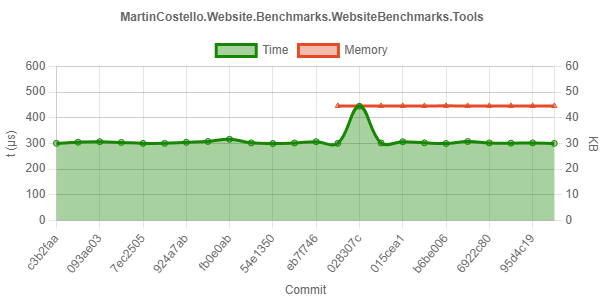 MartinCostello.Website.Benchmarks.WebsiteBenchmarks.Tools
Time Memory
600 60
500 50
400 40
300 30
200 20
100 10
0 0
t (µs)
KB
c3b2faa 093ae03 7ec2505 924a7ab fb0e0ab 54e1350 eb7f746 028307c 015cea1 b6be006 6922c80 95d4c19
Commit